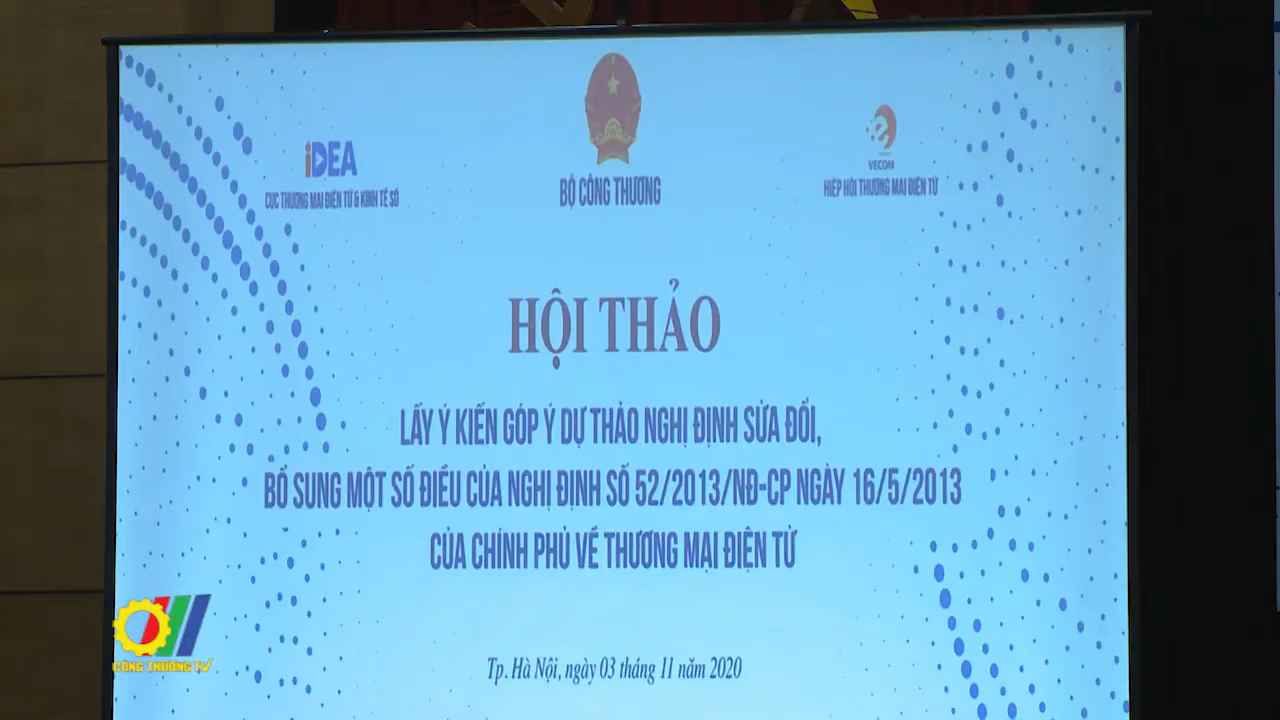 iDEA
CỤC THƯƠNG MẠI ĐIỆN TỬ & KINH TẾ SỐ
BỘ CÔNG THƯƠNG
VECOM
HIỆP HỘI THƯƠNG MẠI ĐIỆN TỬ
HỘI THẢO
LẤY Ý KIẾN GÓP Ý DỰ THẢO NGHỊ ĐỊNH SỬA ĐỔI,
BỔ SUNG MỘT SỐ ĐIỀU CỦA NGHỊ ĐỊNH SỐ 52/2013/NĐ-CP NGÀY 16/5/2013
CỦA CHÍNH PHỦ VỀ THƯƠNG MẠI ĐIỆN TỬ
Tp. Hà Nội, ngày 03 tháng 11 năm 2020
CÔNG THƯƠNG TV